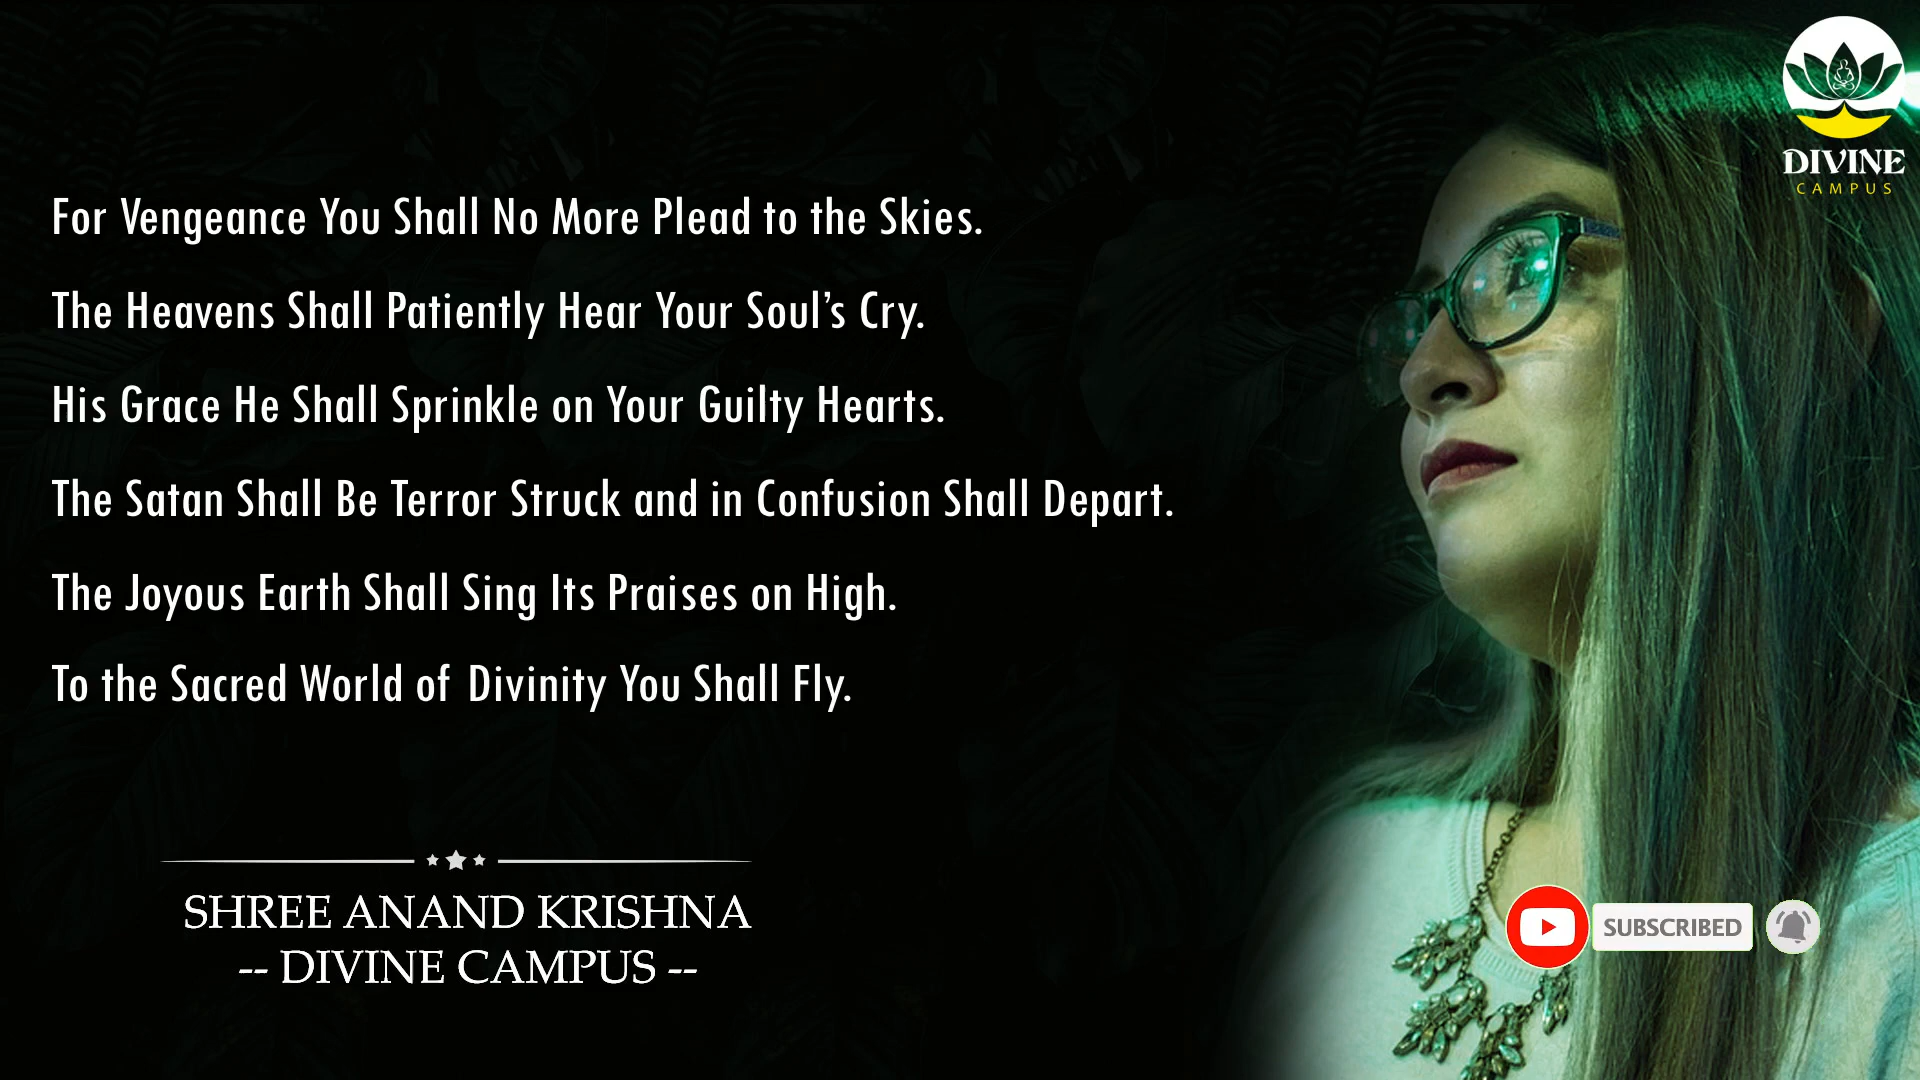 For Vengeance You Shall No More Plead to the Skies.
The Heavens Shall Patiently Hear Your Soul’s Cry.
His Grace He Shall Sprinkle on Your Guilty Hearts.
The Satan Shall Be Terror Struck and in Confusion Shall Depart.
The Joyous Earth Shall Sing Its Praises on High.
To the Sacred World of Divinity You Shall Fly.
SHREE ANAND KRISHNA
-- DIVINE CAMPUS --
DIVINE
CAMPUS
SUBSCRIBED